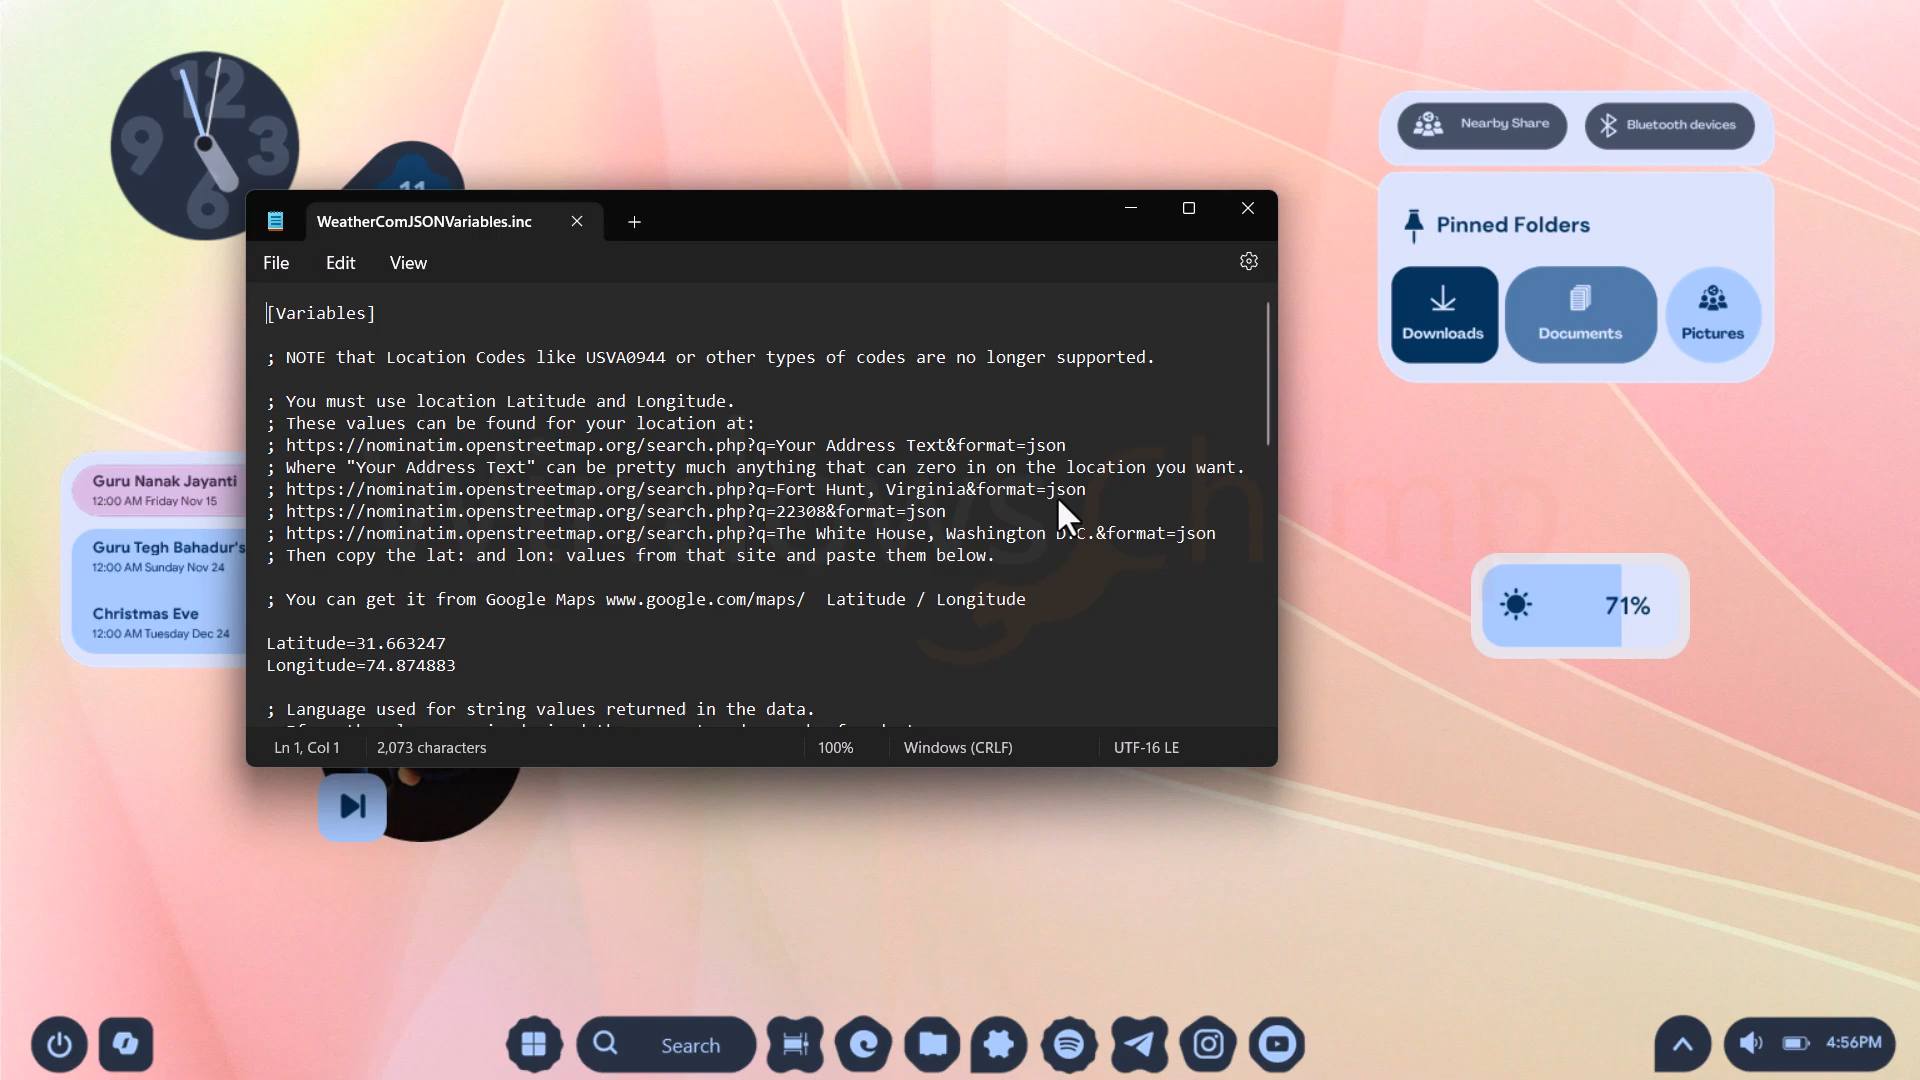 12
9
3
6
11
Nearby Share
Bluetooth devices
Pinned Folders
Downloads
Documents
Pictures
WeatherComJSONVariables.inc
File
Edit
View
[Variables]
; NOTE that Location Codes like USVA0944 or other types of codes are no longer supported.
; You must use location Latitude and Longitude.
; These values can be found for your location at:
; https://nominatim.openstreetmap.org/search.php?q=Your Address Text&format=json
; Where "Your Address Text" can be pretty much anything that can zero in on the location you want.
; https://nominatim.openstreetmap.org/search.php?q=Fort Hunt, Virginia&format=json
; https://nominatim.openstreetmap.org/search.php?q=22308&format=json
; https://nominatim.openstreetmap.org/search.php?q=The White House, Washington D.C.&format=json
; Then copy the lat: and lon: values from that site and paste them below.
; You can get it from Google Maps www.google.com/maps/  Latitude / Longitude
Latitude=31.663247
Longitude=74.874883
; Language used for string values returned in the data.
Ln 1, Col 1
2,073 characters
100%
Windows (CRLF)
UTF-16 LE
Guru Nanak Jayanti
12:00 AM Friday Nov 15
Guru Tegh Bahadur's
12:00 AM Sunday Nov 24
Christmas Eve
12:00 AM Tuesday Dec 24
71%
Search
4:56PM